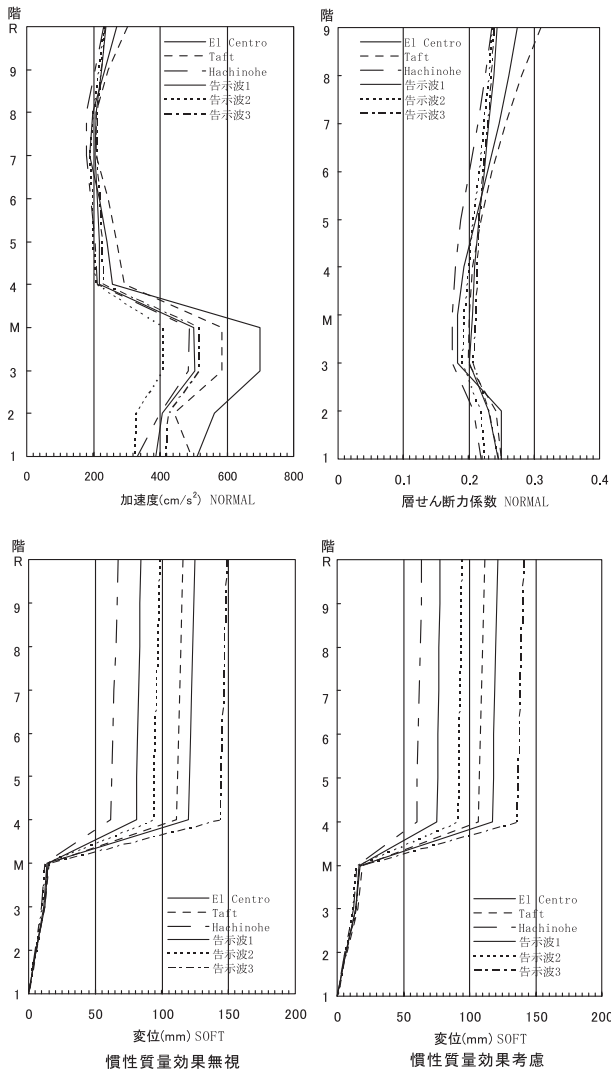 階
R
9
8
7
6
5
4
M
3
2
1
El Centro
Taft
Hachinohe
告示波1
告示波2
告示波3
0 200 400 600 800
加速度(cm/s²) NORMAL
階
9
8
7
6
5
4
M
3
2
1
El Centro
Taft
Hachinohe
告示波1
告示波2
告示波3
0 0.1 0.2 0.3 0.4
層せん断力係数 NORMAL
階
R
9
8
7
6
5
4
M
3
2
1
El Centro
Taft
Hachinohe
告示波1
告示波2
告示波3
0 50 100 150 200
変位(mm) SOFT
慣性質量効果無視
階
R
9
8
7
6
5
4
M
3
2
1
El Centro
Taft
Hachinohe
告示波1
告示波2
告示波3
0 50 100 150 200
変位(mm) SOFT
慣性質量効果考慮